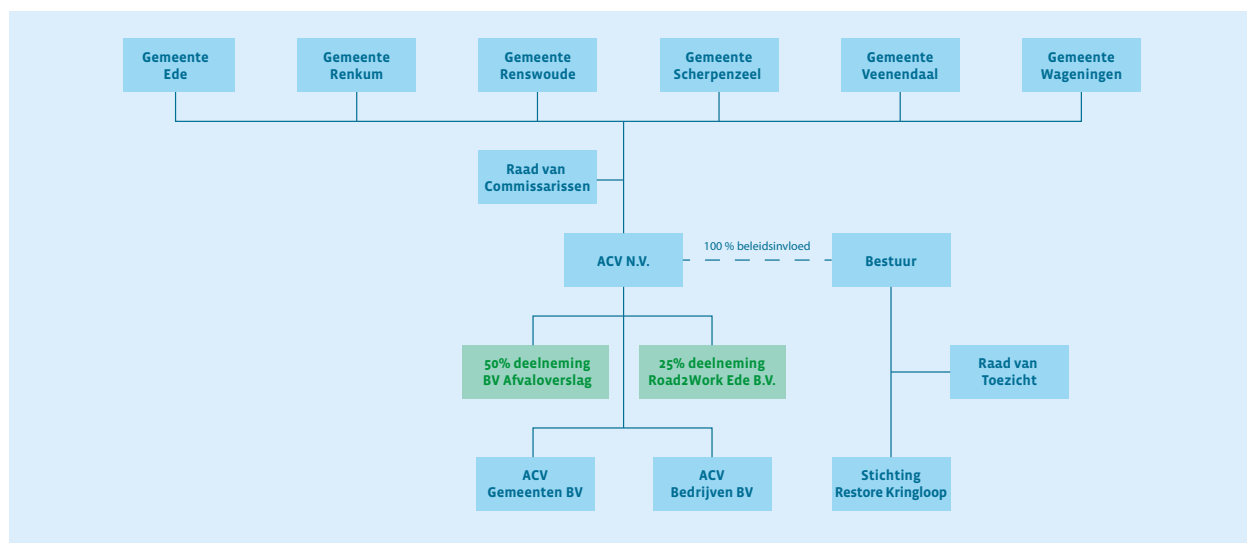 Gemeente
Ede
Gemeente
Renkum
Gemeente
Renswoude
Gemeente
Scherpenzeel
Gemeente
Veenendaal
Gemeente
Wageningen
Raad van
Commissarissen
ACV N.V.
100 % beleidsinvloed
Bestuur
50% deelneming
BV Afvaloverslag
25% deelneming
Road2Work Ede B.V.
Raad van
Toezicht
ACV
Gemeenten BV
ACV
Bedrijven BV
Stichting
Restore Kringloop